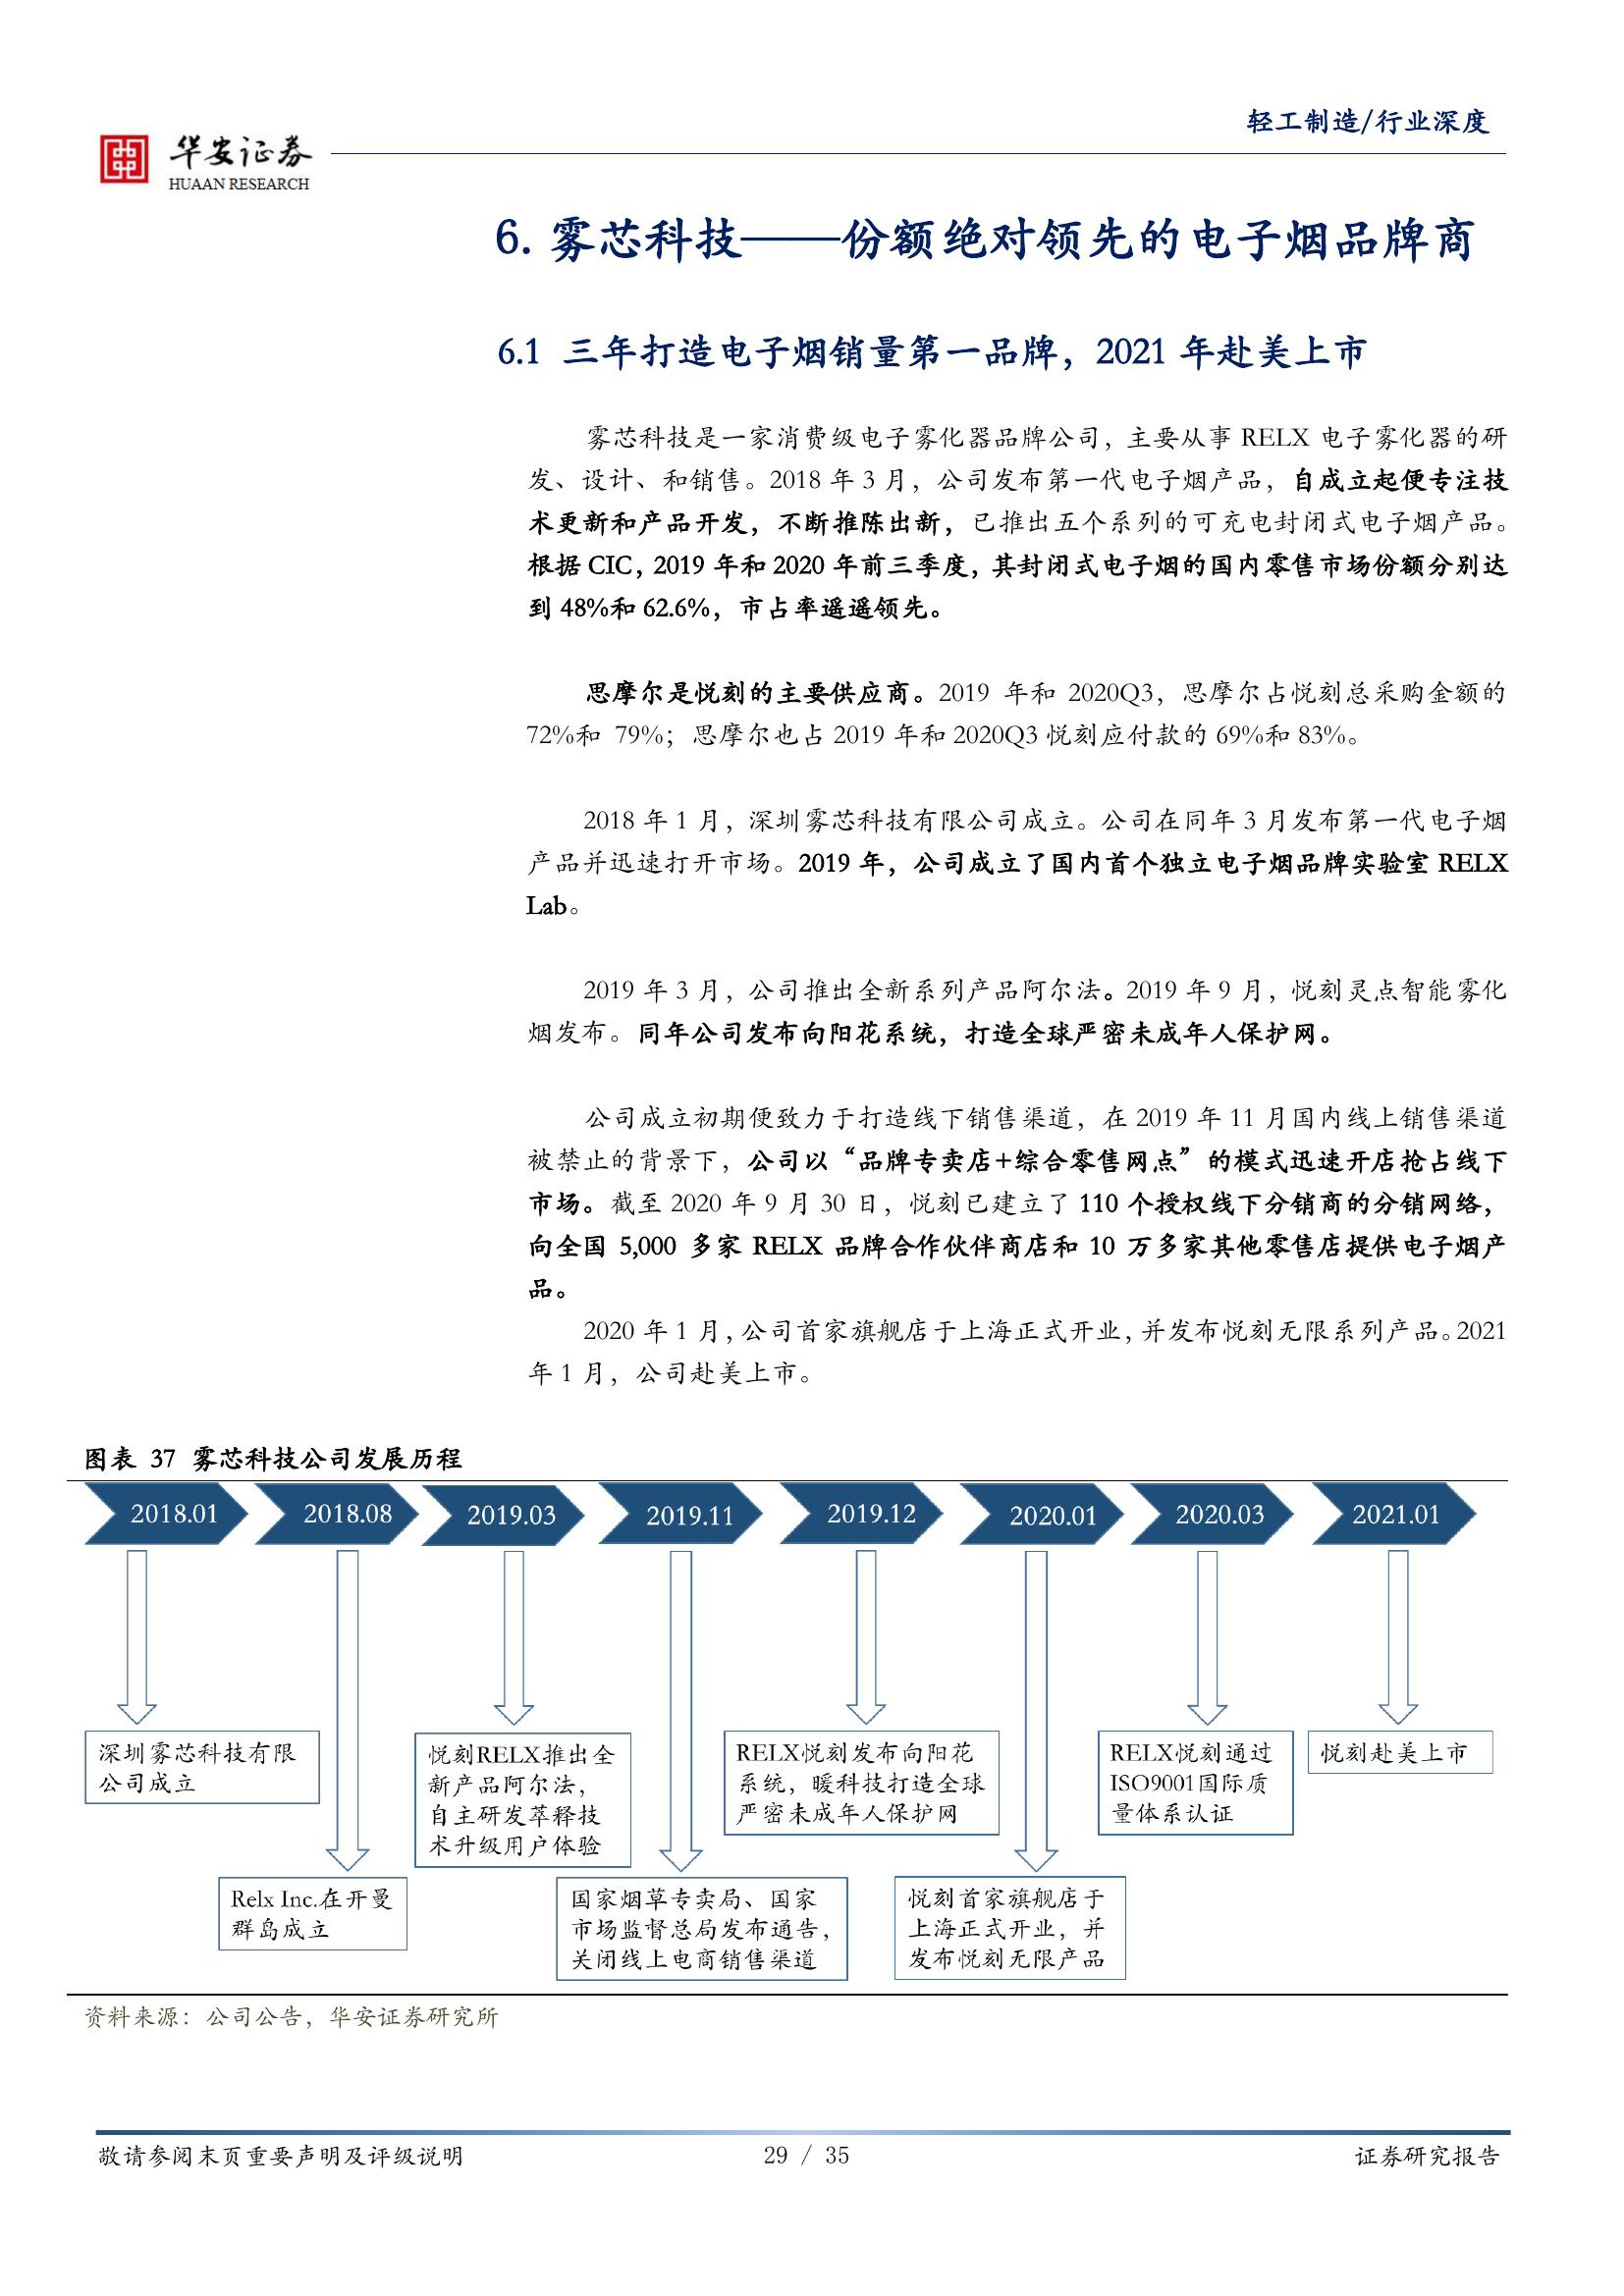 轻工制造/行业深度
华安证券
HUAAN RESEARCH
6. 雾芯科技——份额绝对领先的电子烟品牌商
6.1 三年打造电子烟销量第一品牌，2021 年赴美上市
雾芯科技是一家消费级电子雾化器品牌公司，主要从事 RELX 电子雾化器的研
发、设计、和销售。2018 年 3 月，公司发布第一代电子烟产品，自成立起便专注技
术更新和产品开发，不断推陈出新，已推出五个系列的可充电封闭式电子烟产品。
根据 CIC，2019 年和 2020 年前三季度，其封闭式电子烟的国内零售市场份额分别达
到 48%和 62.6%，市占率遥遥领先。
思摩尔是悦刻的主要供应商。2019 年和 2020Q3，思摩尔占悦刻总采购金额的
72%和 79%；思摩尔也占 2019 年和 2020Q3 悦刻应付款的 69%和 83%。
2018 年 1 月，深圳雾芯科技有限公司成立。公司在同年 3 月发布第一代电子烟
产品并迅速打开市场。2019 年，公司成立了国内首个独立电子烟品牌实验室 RELX
Lab。
2019 年 3 月，公司推出全新系列产品阿尔法。2019 年 9 月，悦刻灵点智能雾化
烟发布。同年公司发布向阳花系统，打造全球严密未成年人保护网。
公司成立初期便致力于打造线下销售渠道，在 2019 年 11 月国内线上销售渠道
被禁止的背景下，公司以“品牌专卖店+综合零售网点”的模式迅速开店抢占线下
市场。截至 2020 年 9 月 30 日，悦刻已建立了 110 个授权线下分销商的分销网络，
向全国 5,000 多家 RELX 品牌合作伙伴商店和 10 万多家其他零售店提供电子烟产
品。
2020 年 1 月，公司首家旗舰店于上海正式开业，并发布悦刻无限系列产品。2021
年 1 月，公司赴美上市。
图表 37 雾芯科技公司发展历程
2018.01
2018.08
2019.03
2019.11
2019.12
2020.01
2020.03
2021.01
深圳雾芯科技有限
公司成立
悦刻RELX推出全
新产品阿尔法，
自主研发萃释技
术升级用户体验
RELX悦刻发布向阳花
系统，暖科技打造全球
严密未成年人保护网
RELX悦刻通过
ISO9001国际质
量体系认证
悦刻赴美上市
Relx Inc.在开曼
群岛成立
国家烟草专卖局、国家
市场监督总局发布通告，
关闭线上电商销售渠道
悦刻首家旗舰店于
上海正式开业，并
发布悦刻无限产品
资料来源：公司公告，华安证券研究所
敬请参阅末页重要声明及评级说明
29 / 35
证券研究报告